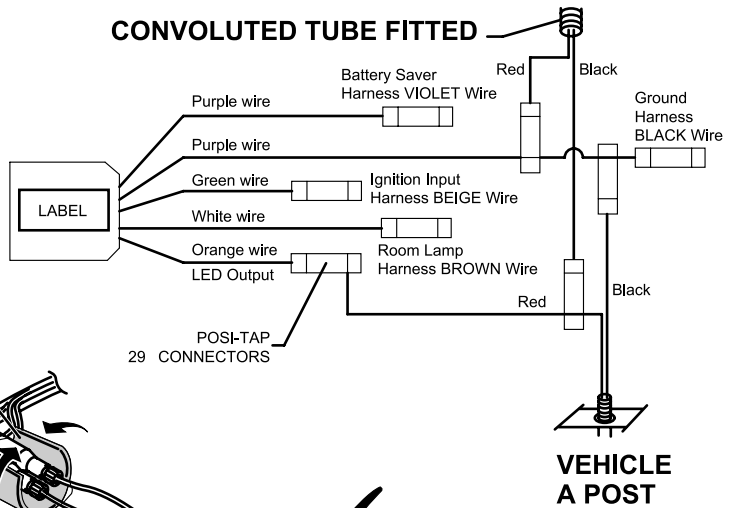 CONVOLUTED TUBE FITTED
Red
Black
Battery Saver
Harness VIOLET Wire
Ground
Harness
BLACK Wire
Purple wire
Purple wire
Green wire
Ignition Input
Harness BEIGE Wire
LABEL
White wire
Orange wire
Room Lamp
Harness BROWN Wire
LED Output
Red
Black
POSI-TAP
29 CONNECTORS
VEHICLE
A POST